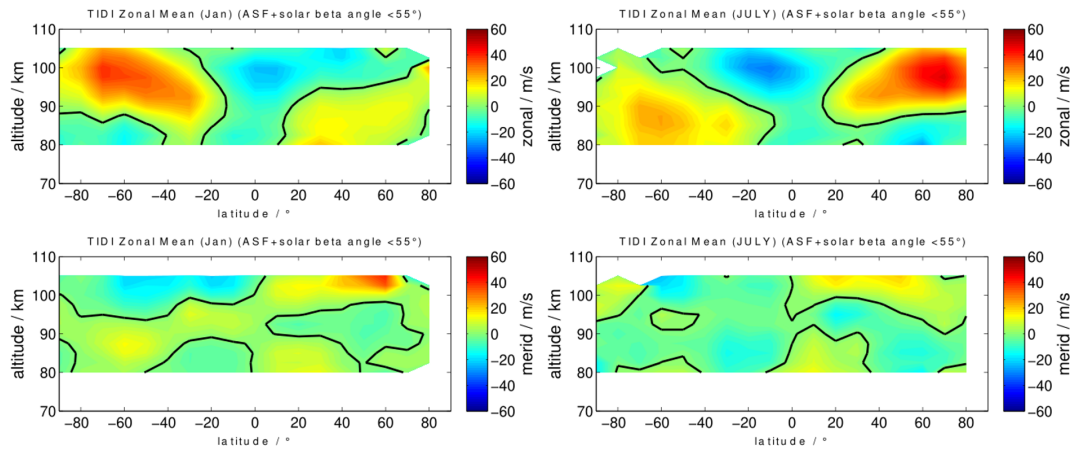 TIDI Zonal Mean (Jan) (ASF+solar beta angle <55°)
110
100
90
80
70
altitude / km
−80 −60 −40 −20 0 20 40 60 80
latitude / °
60
40
20
0
−20
−40
−60
zonal / m/s
TIDI Zonal Mean (JULY) (ASF+solar beta angle <55°)
110
100
90
80
70
altitude / km
−80 −60 −40 −20 0 20 40 60 80
latitude / °
60
40
20
0
−20
−40
−60
zonal / m/s
TIDI Zonal Mean (Jan) (ASF+solar beta angle <55°)
110
100
90
80
70
altitude / km
−80 −60 −40 −20 0 20 40 60 80
latitude / °
60
40
20
0
−20
−40
−60
merid / m/s
TIDI Zonal Mean (JULY) (ASF+solar beta angle <55°)
110
100
90
80
70
altitude / km
−80 −60 −40 −20 0 20 40 60 80
latitude / °
60
40
20
0
−20
−40
−60
merid / m/s